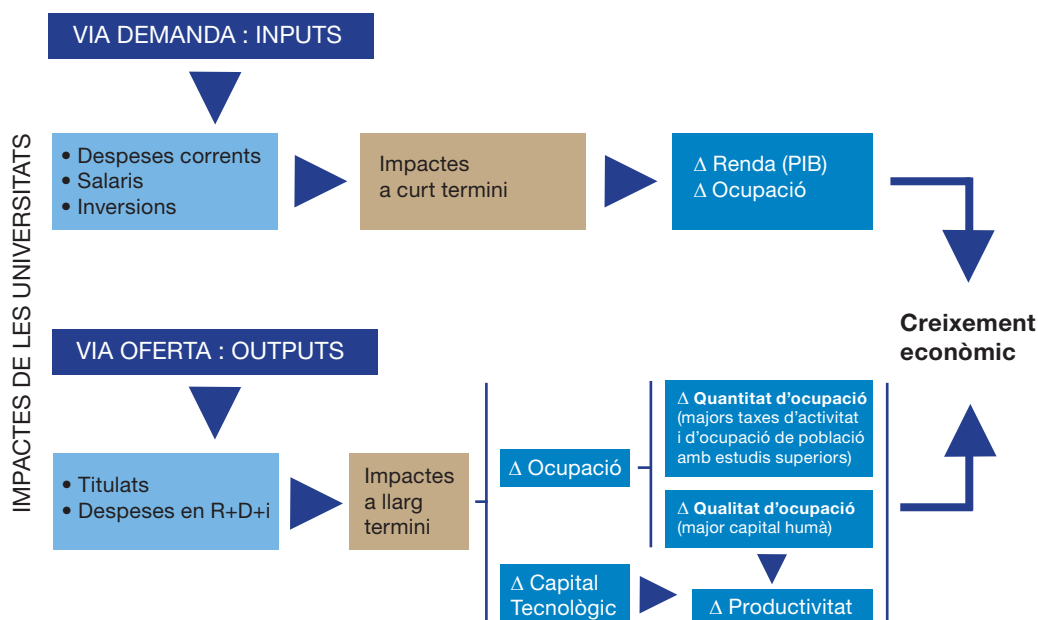 IMPACTES DE LES UNIVERSITATS
VIA DEMANDA : INPUTS
• Despeses corrents
• Salaris
• Inversions
Impactes
a curt termini
∆ Renda (PIB)
∆ Ocupació
Creixement
econòmic
VIA OFERTA : OUTPUTS
• Titulats
• Despeses en R+D+i
Impactes
a llarg
termini
∆ Ocupació
∆ Quantitat d’ocupació
(majors taxes d’activitat
i d’ocupació de població
amb estudis superiors)
∆ Qualitat d’ocupació
(major capital humà)
∆ Capital
Tecnològic
∆ Productivitat